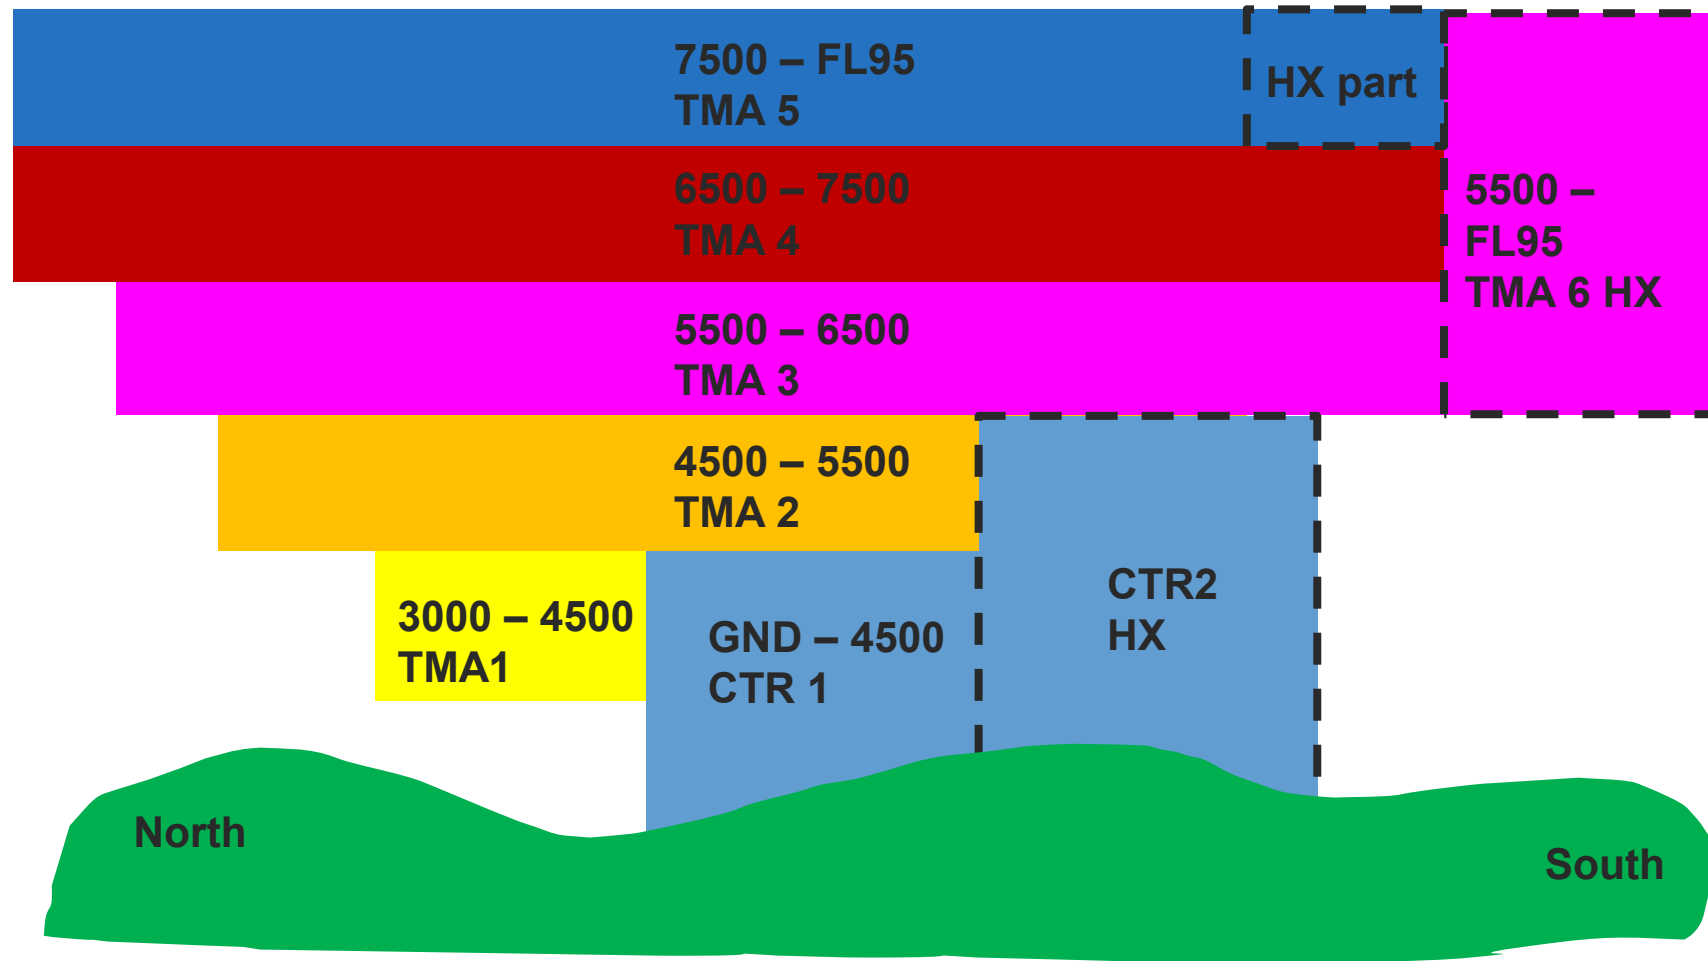 7500 – FL95
TMA 5
HX part
6500 – 7500
TMA 4
5500 –
FL95
TMA 6 HX
5500 – 6500
TMA 3
4500 – 5500
TMA 2
3000 – 4500
TMA1
GND – 4500
CTR 1
CTR2
HX
North
South